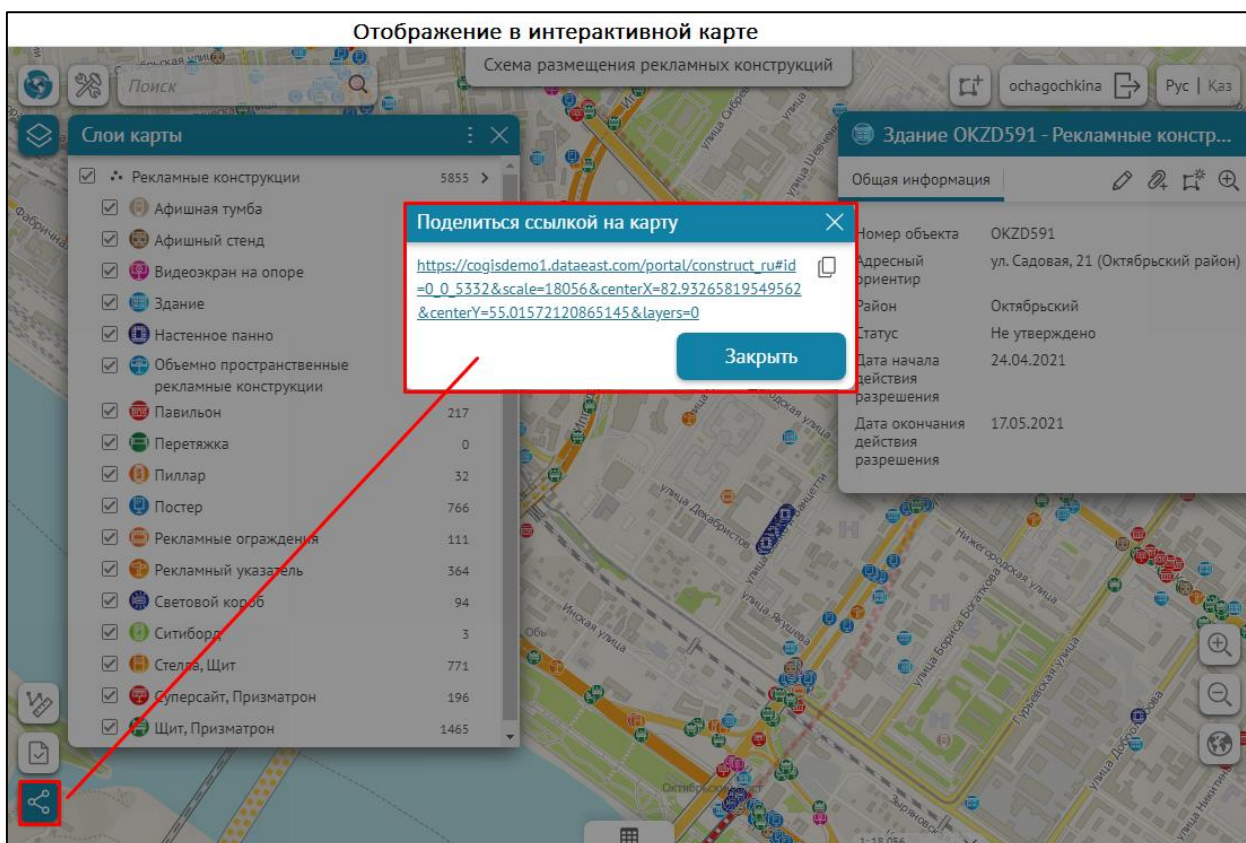 Отображение в интерактивной карте
Схема размещения рекламных конструкций
Поиск
ochagochkina
Рус | Қаз
Слои карты
Рекламные конструкции 5855
Афишная тумба
Афишный стенд
Видеоэкран на опоре
Здание
Настенное панно
Объемно пространственные
рекламные конструкции
Павильон 217
Перетяжка 0
Пиллар 32
Постер 766
Рекламные ограждения 111
Рекламный указатель 364
Световой короб 94
Ситиборд 3
Стелла, Щит 771
Суперсайт, Призматрон 196
Щит, Призматрон 1465
Поделиться ссылкой на карту
https://cogisdemo1.dataeast.com/portal/construct_ru#id
=0_0_5332&scale=18056&centerX=82.93265819549562
&centerY=55.01572120865145&layers=0
Закрыть
Здание OKZD591 - Рекламные констр...
Общая информация
Номер объекта OKZD591
Адресный ул. Садовая, 21 (Октябрьский район)
ориентир
Район Октябрьский
Статус Не утверждено
Дата начала 24.04.2021
действия
разрешения
Дата окончания 17.05.2021
действия
разрешения
улица Декабристов
улица Якушева
Инская улица
Нижегородская улица
улица Бориса Богаткова
Гурьевская улица
улица Добролюбова
Обь
1:18 056